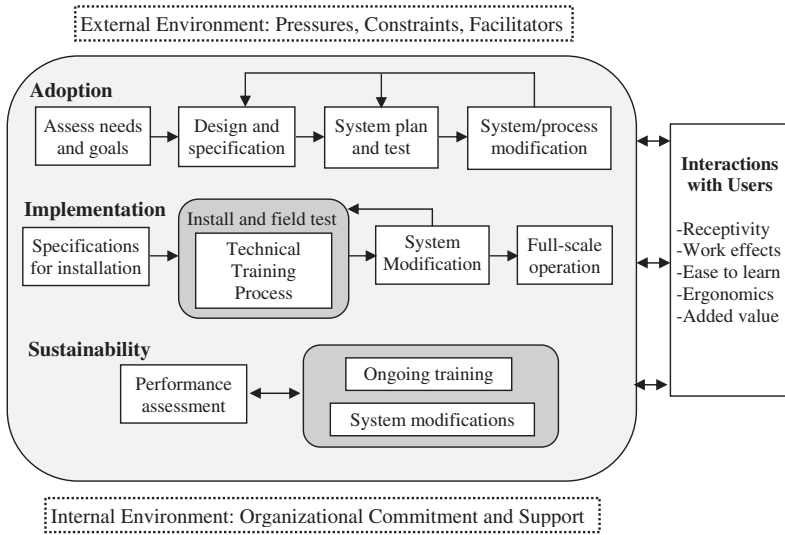 External Environment: Pressures, Constraints, Facilitators
Adoption
Assess needs
and goals
Design and
specification
System plan
and test
System/process
modification
Implementation
Specifications
for installation
Install and field test
Technical
Training
Process
System
Modification
Full-scale
operation
Sustainability
Performance
assessment
Ongoing training
System modifications
Interactions
with Users
-Receptivity
-Work effects
-Ease to learn
-Ergonomics
-Added value
Internal Environment: Organizational Commitment and Support